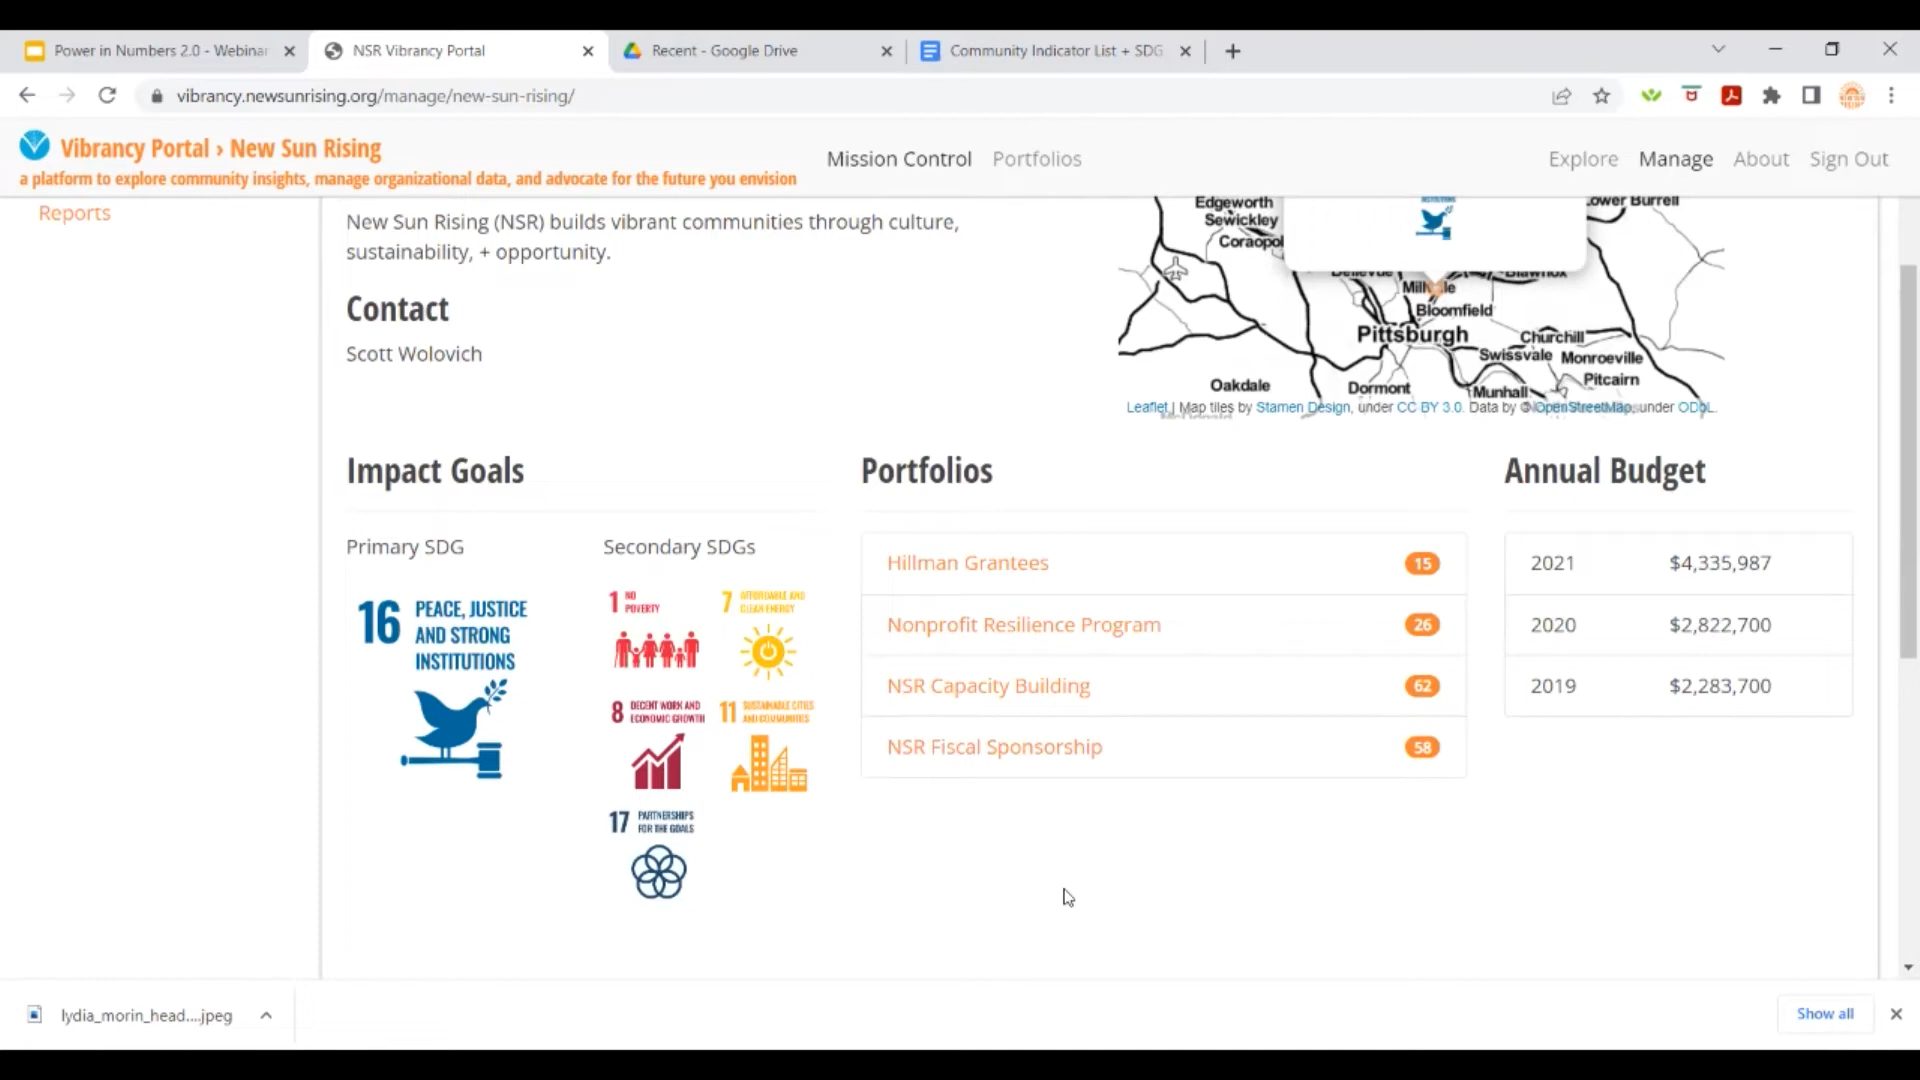 Power in Numbers 2.0 - Webinar
NSR Vibrancy Portal
Recent - Google Drive
Community Indicator List + SDG
vibrancy.newsunrising.org/manage/new-sun-rising/
Vibrancy Portal › New Sun Rising
a platform to explore community insights, manage organizational data, and advocate for the future you envision
Mission Control
Portfolios
Explore
Manage
About
Sign Out
Reports
New Sun Rising (NSR) builds vibrant communities through culture,
sustainability, + opportunity.
Contact
Scott Wolovich
INSTITUTIONS
Edgeworth
Sewickley
Coraopol
Lower Burrell
Bellevue
Blawnox
Millvale
Bloomfield
Pittsburgh
Churchill
Swissvale
Monroeville
Pitcairn
Oakdale
Dormont
Munhall
Leaflet | Map tiles by Stamen Design, under CC BY 3.0. Data by © OpenStreetMap, under ODbL.
McDonald
Impact Goals
Primary SDG
16 PEACE, JUSTICE
AND STRONG
INSTITUTIONS
Secondary SDGs
1 NO
POVERTY
7 AFFORDABLE AND
CLEAN ENERGY
8 DECENT WORK AND
ECONOMIC GROWTH
11 SUSTAINABLE CITIES
AND COMMUNITIES
17 PARTNERSHIPS
FOR THE GOALS
Portfolios
Hillman Grantees 15
Nonprofit Resilience Program 26
NSR Capacity Building 62
NSR Fiscal Sponsorship 58
Annual Budget
2021 $4,335,987
2020 $2,822,700
2019 $2,283,700
lydia_morin_head....jpeg
Show all